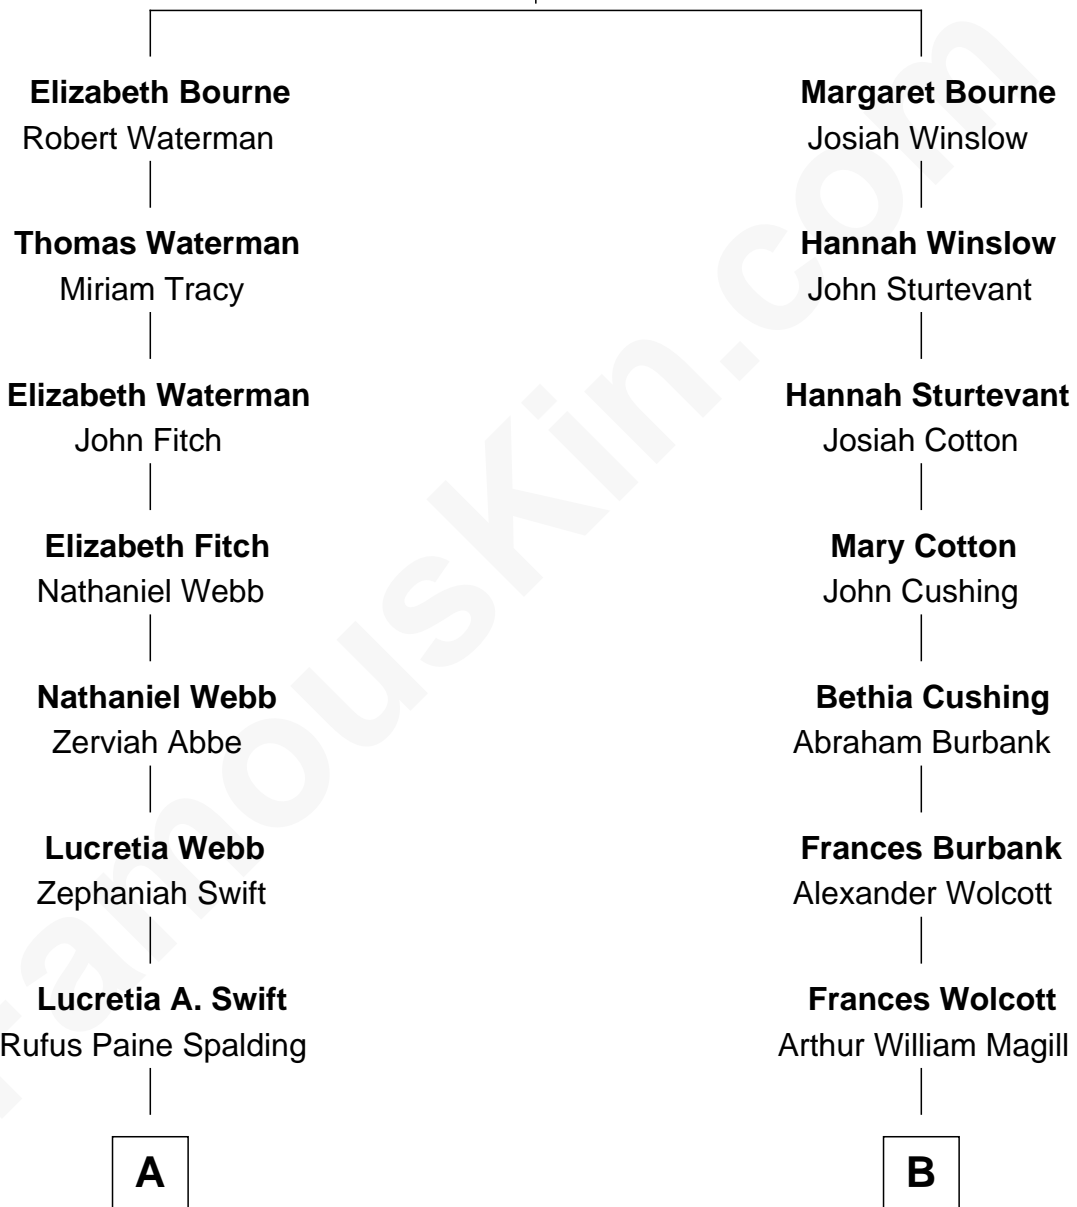 Elizabeth Bourne
Robert Waterman
Thomas Waterman
Miriam Tracy
Elizabeth Waterman
John Fitch
Elizabeth Fitch
Nathaniel Webb
Nathaniel Webb
Zerviah Abbe
Lucretia Webb
Zephaniah Swift
Lucretia A. Swift
Rufus Paine Spalding
A
Margaret Bourne
Josiah Winslow
Hannah Winslow
John Sturtevant
Hannah Sturtevant
Josiah Cotton
Mary Cotton
John Cushing
Bethia Cushing
Abraham Burbank
Frances Burbank
Alexander Wolcott
Frances Wolcott
Arthur William Magill
B
FamousKin.com